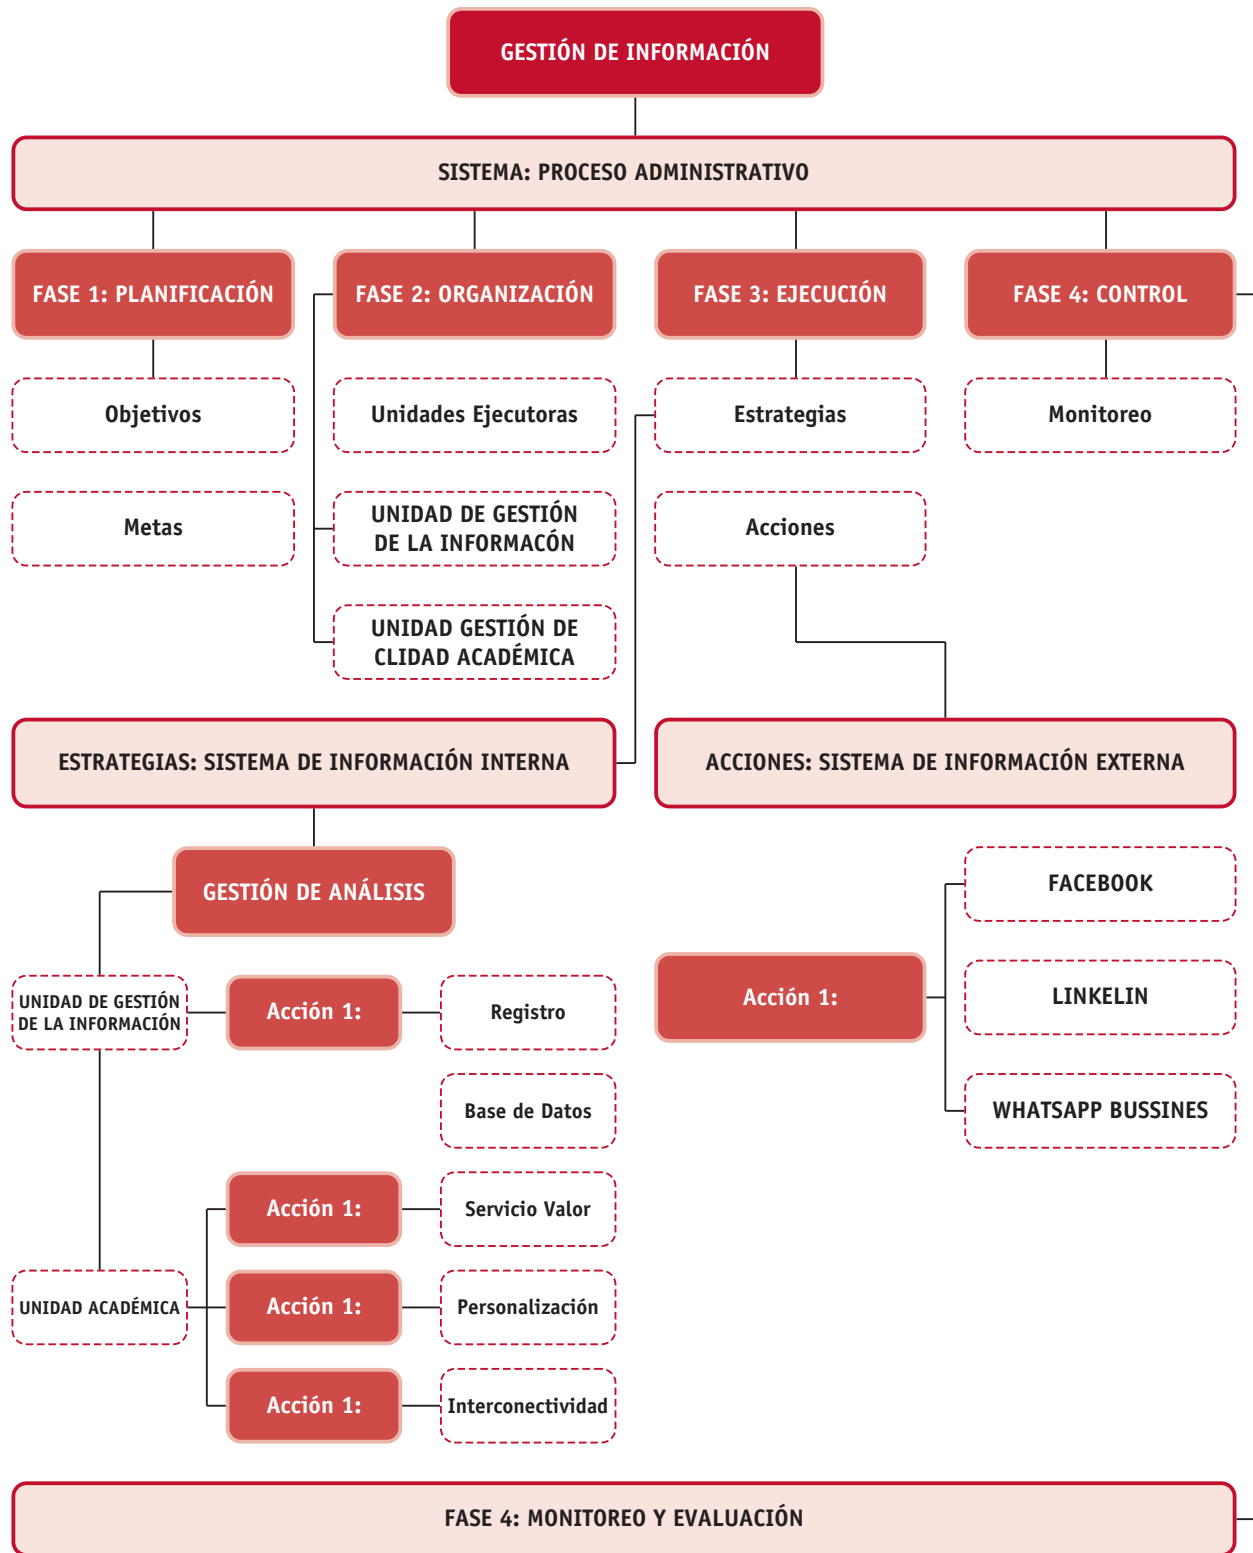 GESTIÓN DE INFORMACIÓN
SISTEMA: PROCESO ADMINISTRATIVO
FASE 1: PLANIFICACIÓN
FASE 2: ORGANIZACIÓN
FASE 3: EJECUCIÓN
FASE 4: CONTROL
Objetivos
Unidades Ejecutoras
Estrategias
Monitoreo
Metas
UNIDAD DE GESTIÓN
DE LA INFORMACÓN
Acciones
UNIDAD GESTIÓN DE
CLIDAD ACADÉMICA
ESTRATEGIAS: SISTEMA DE INFORMACIÓN INTERNA
ACCIONES: SISTEMA DE INFORMACIÓN EXTERNA
GESTIÓN DE ANÁLISIS
UNIDAD DE GESTIÓN
DE LA INFORMACIÓN
Acción 1:
Registro
Base de Datos
Acción 1:
Servicio Valor
UNIDAD ACADÉMICA
Acción 1:
Personalización
Acción 1:
Interconectividad
Acción 1:
FACEBOOK
LINKELIN
WHATSAPP BUSSINES
FASE 4: MONITOREO Y EVALUACIÓN